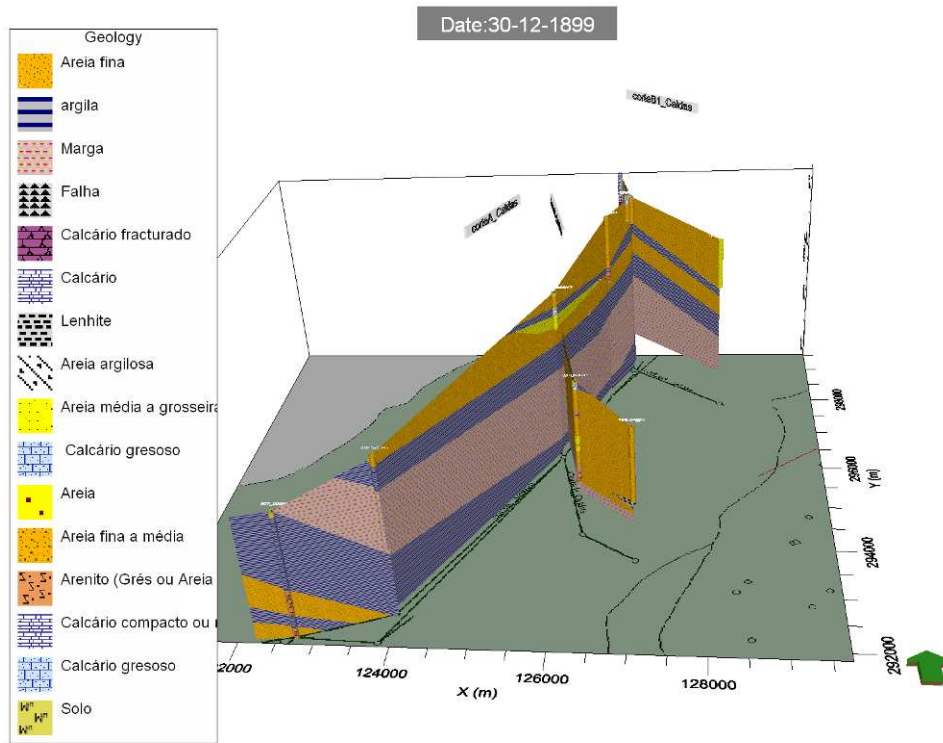 Date:30-12-1899
Geology
Areia fina
argila
Marga
Falha
Calcário fracturado
Calcário
Lenhite
Areia argilosa
Areia média a grosseira
Calcário gresoso
Areia
Areia fina a média
Arenito (Grés ou Areia
Calcário compacto ou
Calcário gresoso
Solo
corteB1_Caldas
corteA_Caldas
298000
296000
Y (m)
294000
292000
124000
126000
128000
X (m)